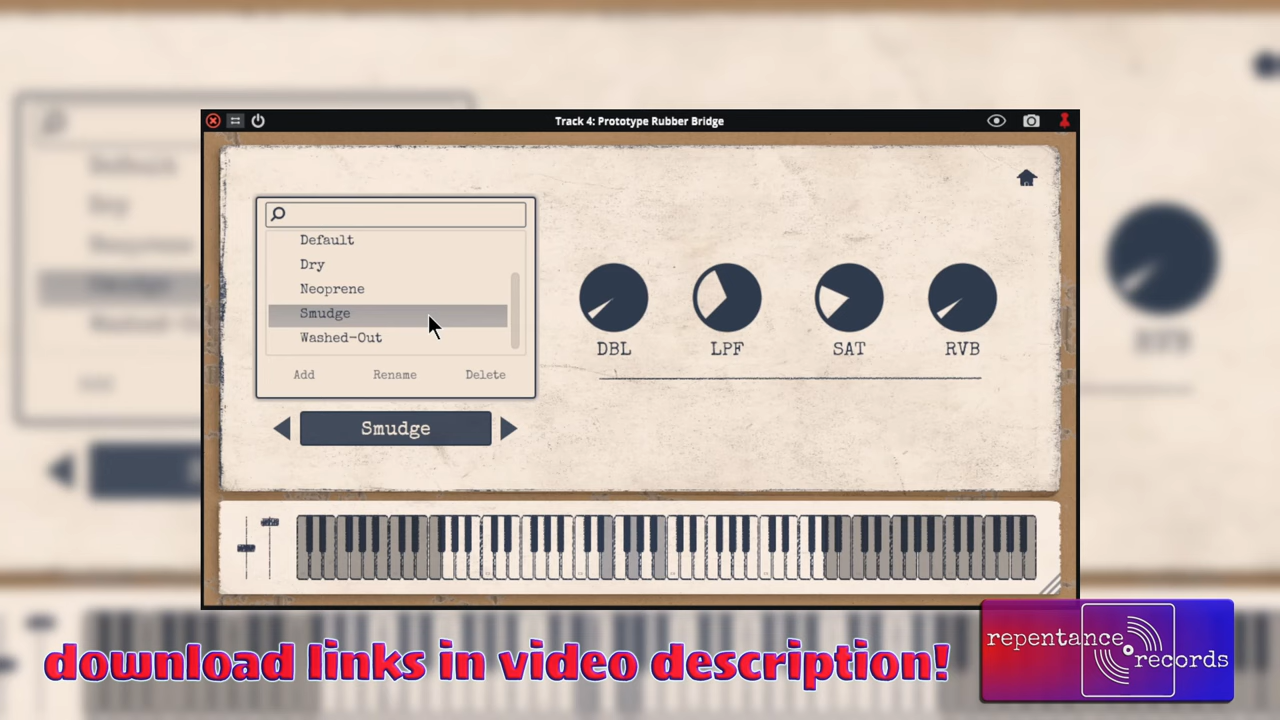 Track 4: Prototype Rubber Bridge
Default
Dry
Neoprene
Smudge
Washed-Out
Add Rename Delete
Smudge
DBL LPF SAT RVB
download links in video description!
repentance
records